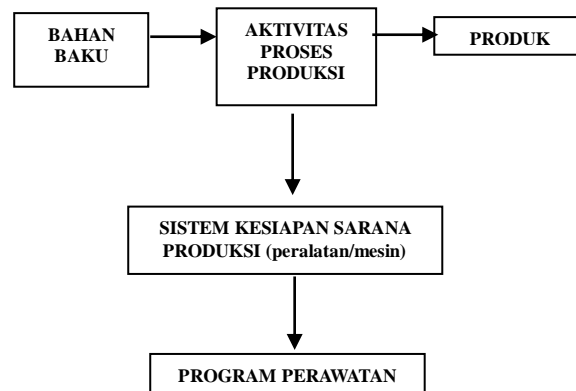 BAHAN
BAKU
AKTIVITAS
PROSES
PRODUKSI
PRODUK
SISTEM KESIAPAN SARANA
PRODUKSI (peralatan/mesin)
PROGRAM PERAWATAN